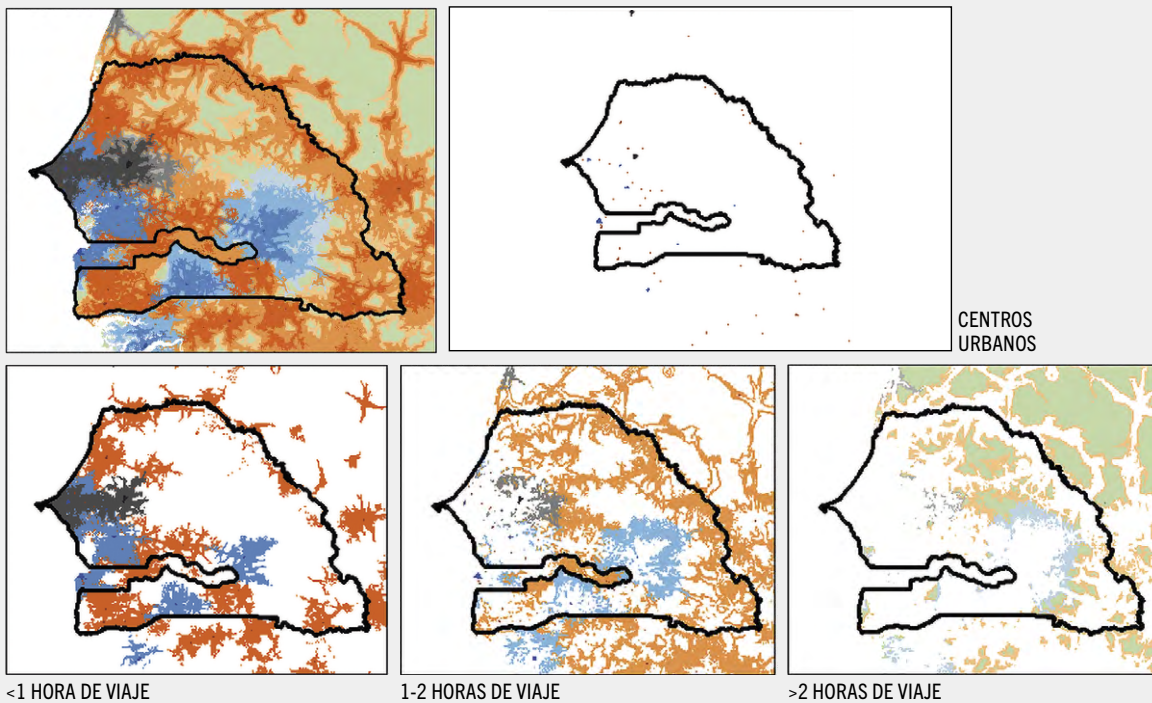 CENTROS
URBANOS
<1 HORA DE VIAJE
1-2 HORAS DE VIAJE
>2 HORAS DE VIAJE